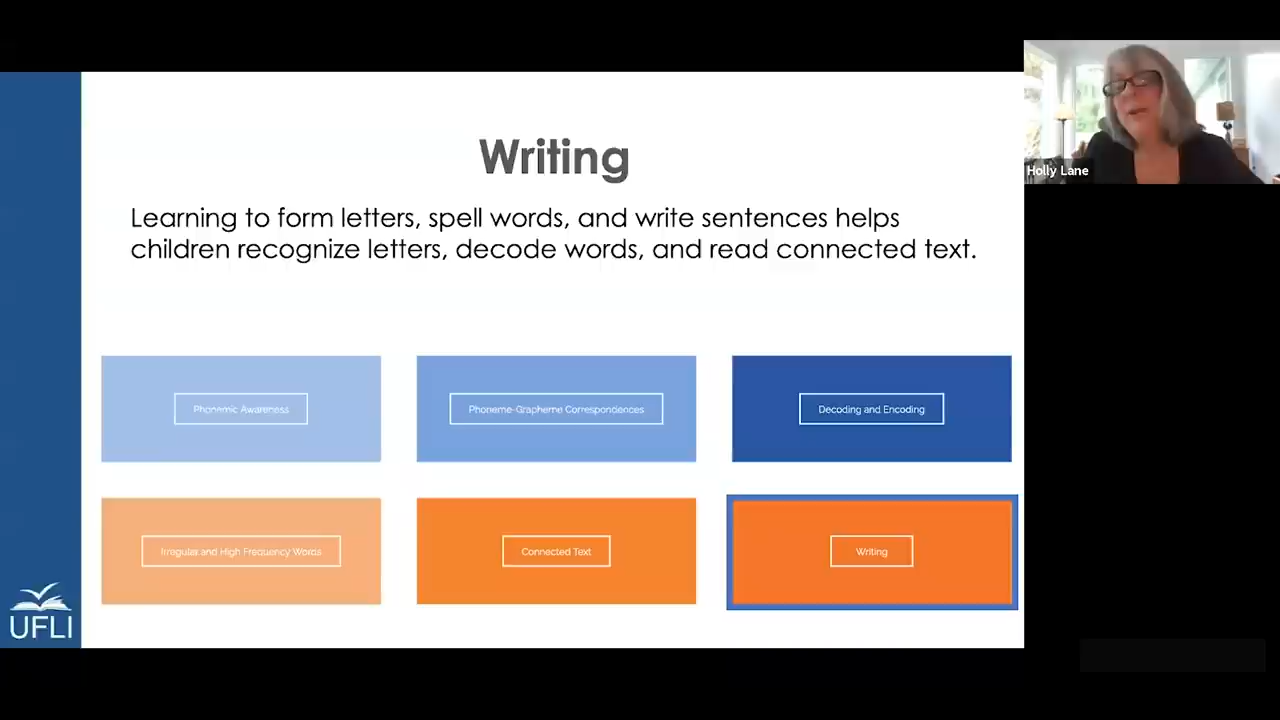 Writing
Learning to form letters, spell words, and write sentences helps
children recognize letters, decode words, and read connected text.
Phonemic Awareness
Phoneme-Grapheme Correspondences
Decoding and Encoding
Irregular and High Frequency Words
Connected Text
Writing
UFLI
Holly Lane